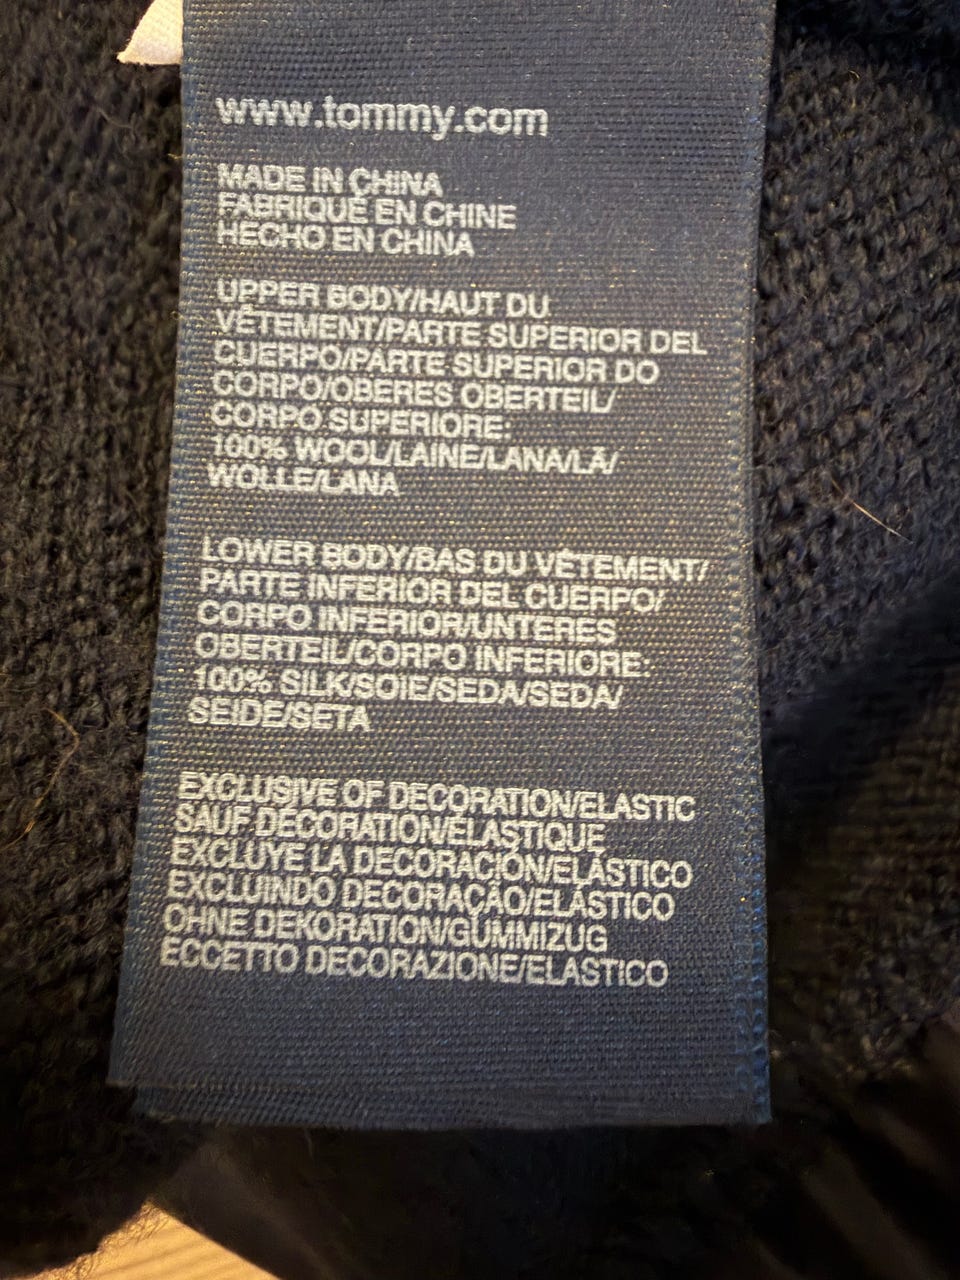 www.tommy.com
MADE IN CHINA
FABRIQUÉ EN CHINE
HECHO EN CHINA
UPPER BODY/HAUT DU
VÊTEMENT/PARTE SUPERIOR DEL
CUERPO/PARTE SUPERIOR DO
CORPO/OBERES OBERTEIL/
CORPO SUPERIORE:
100% WOOL/LAINE/LANA/LÃ/
WOLLE/LANA
LOWER BODY/BAS DU VÊTEMENT/
PARTE INFERIOR DEL CUERPO/
CORPO INFERIOR/UNTERES
OBERTEIL/CORPO INFERIORE:
100% SILK/SOIE/SEDA/SEDA/
SEIDE/SETA
EXCLUSIVE OF DECORATION/ELASTIC
SAUF DÉCORATION/ÉLASTIQUE
EXCLUYE LA DECORACIÓN/ELÁSTICO
EXCLUINDO DECORAÇÃO/ELÁSTICO
OHNE DEKORATION/GUMMIZUG
ECCETTO DECORAZIONE/ELASTICO